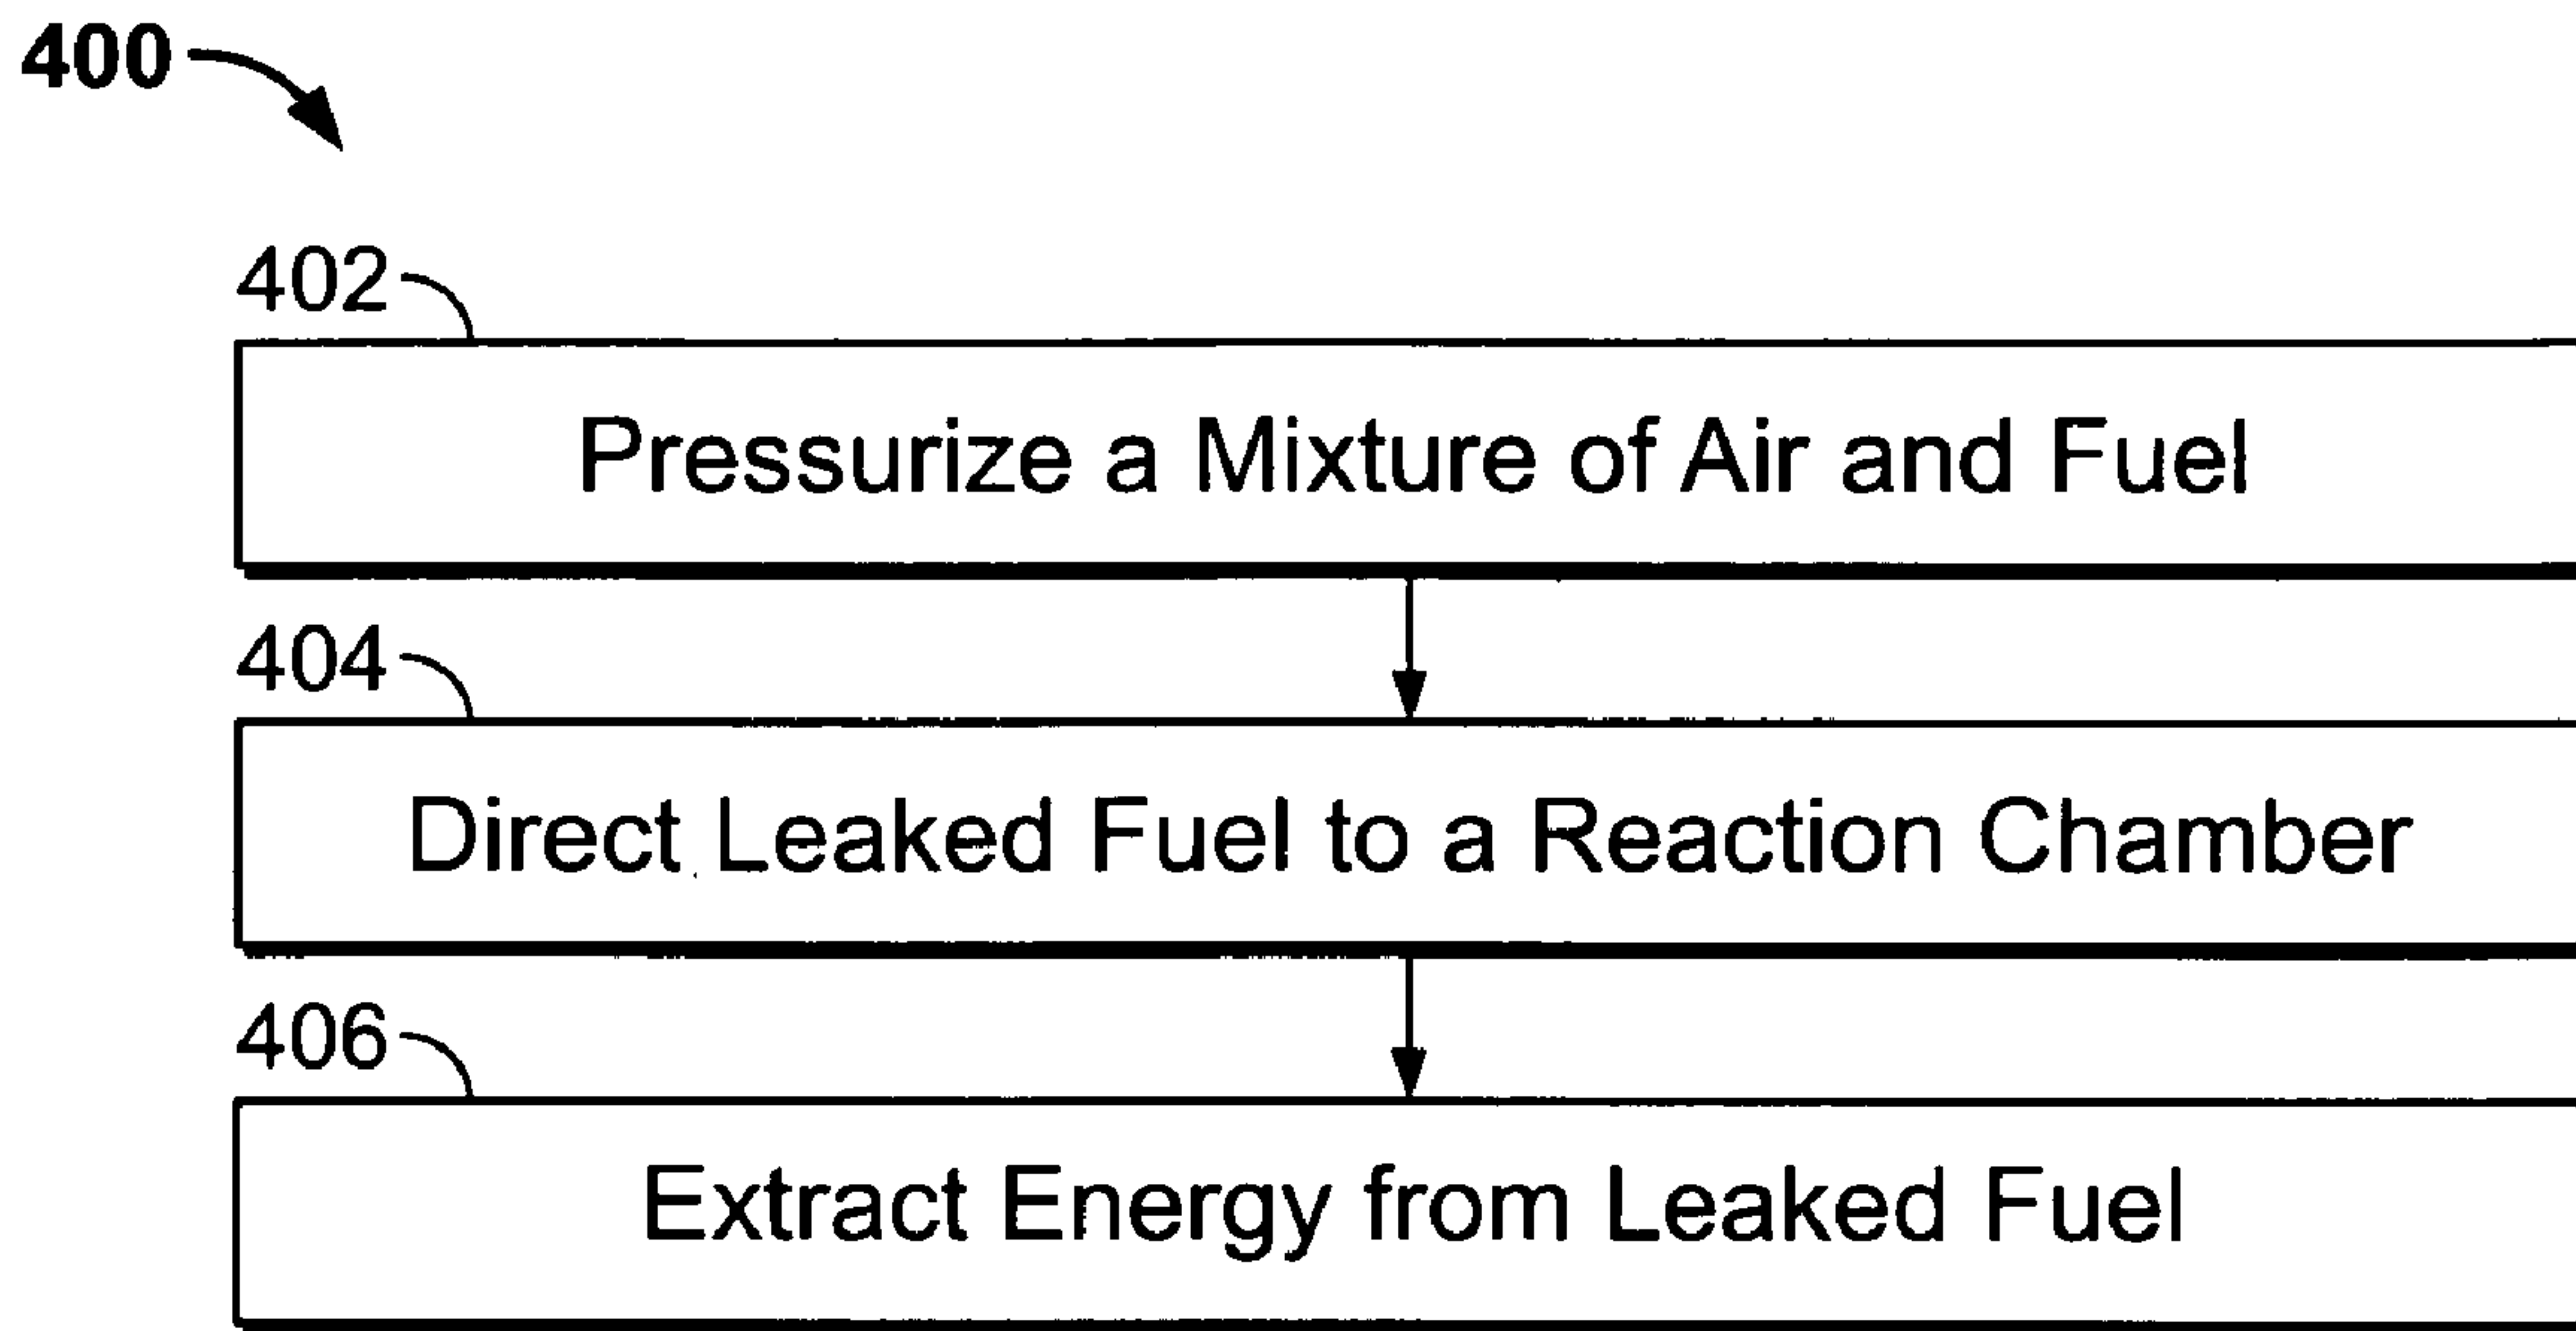 400
402
Pressurize a Mixture of Air and Fuel
404
Direct Leaked Fuel to a Reaction Chamber
406
Extract Energy from Leaked Fuel